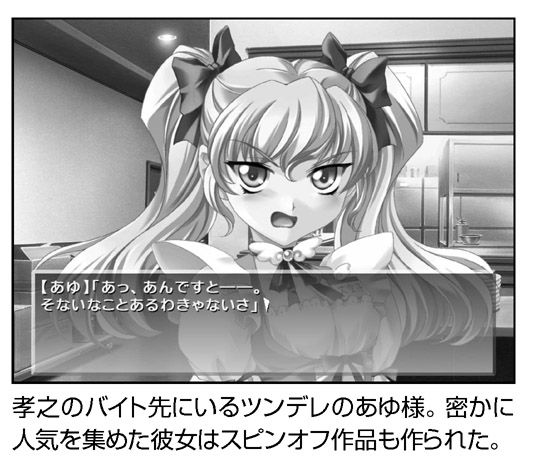 【あゆ】「あっ、あんですと――。
そないなことあるわきゃないさ」
孝之のバイト先にいるツンデレのあゆ様。密かに
人気を集めた彼女はスピンオフ作品も作られた。